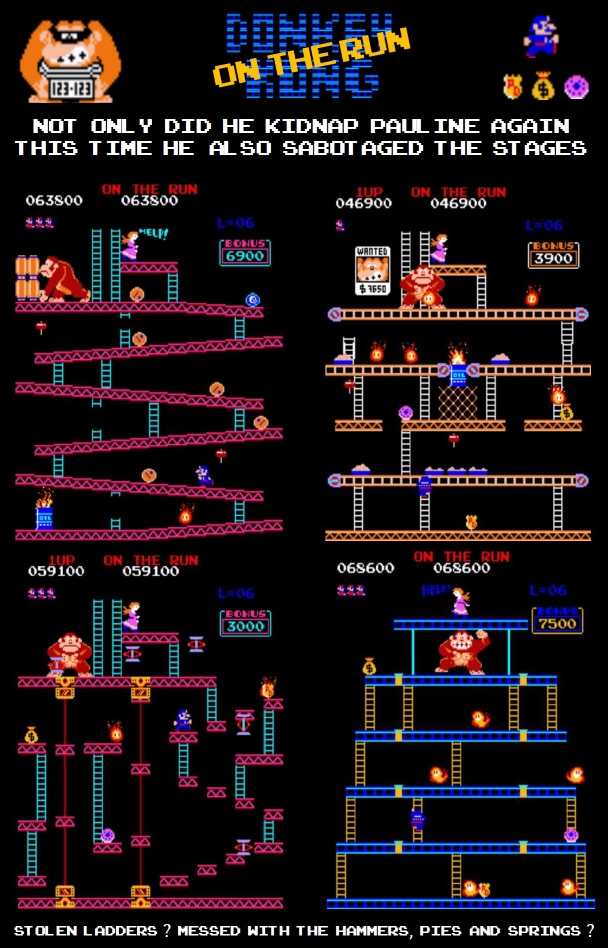 DONKEY
ON THE RUN
KONG
123-123
$
NOT ONLY DID HE KIDNAP PAULINE AGAIN
THIS TIME HE ALSO SABOTAGED THE STAGES
ON THE RUN
063800 063800
HELP!
L=06
BONUS
6900
OIL
1UP ON THE RUN
046900 046900
L=06
WANTED
$7650
BONUS
3900
OIL
$
1UP ON THE RUN
059100 059100
L=06
BONUS
3000
$
ON THE RUN
068600 068600
HELP!
L=06
BONUS
7500
$
STOLEN LADDERS ? MESSED WITH THE HAMMERS, PIES AND SPRINGS ?